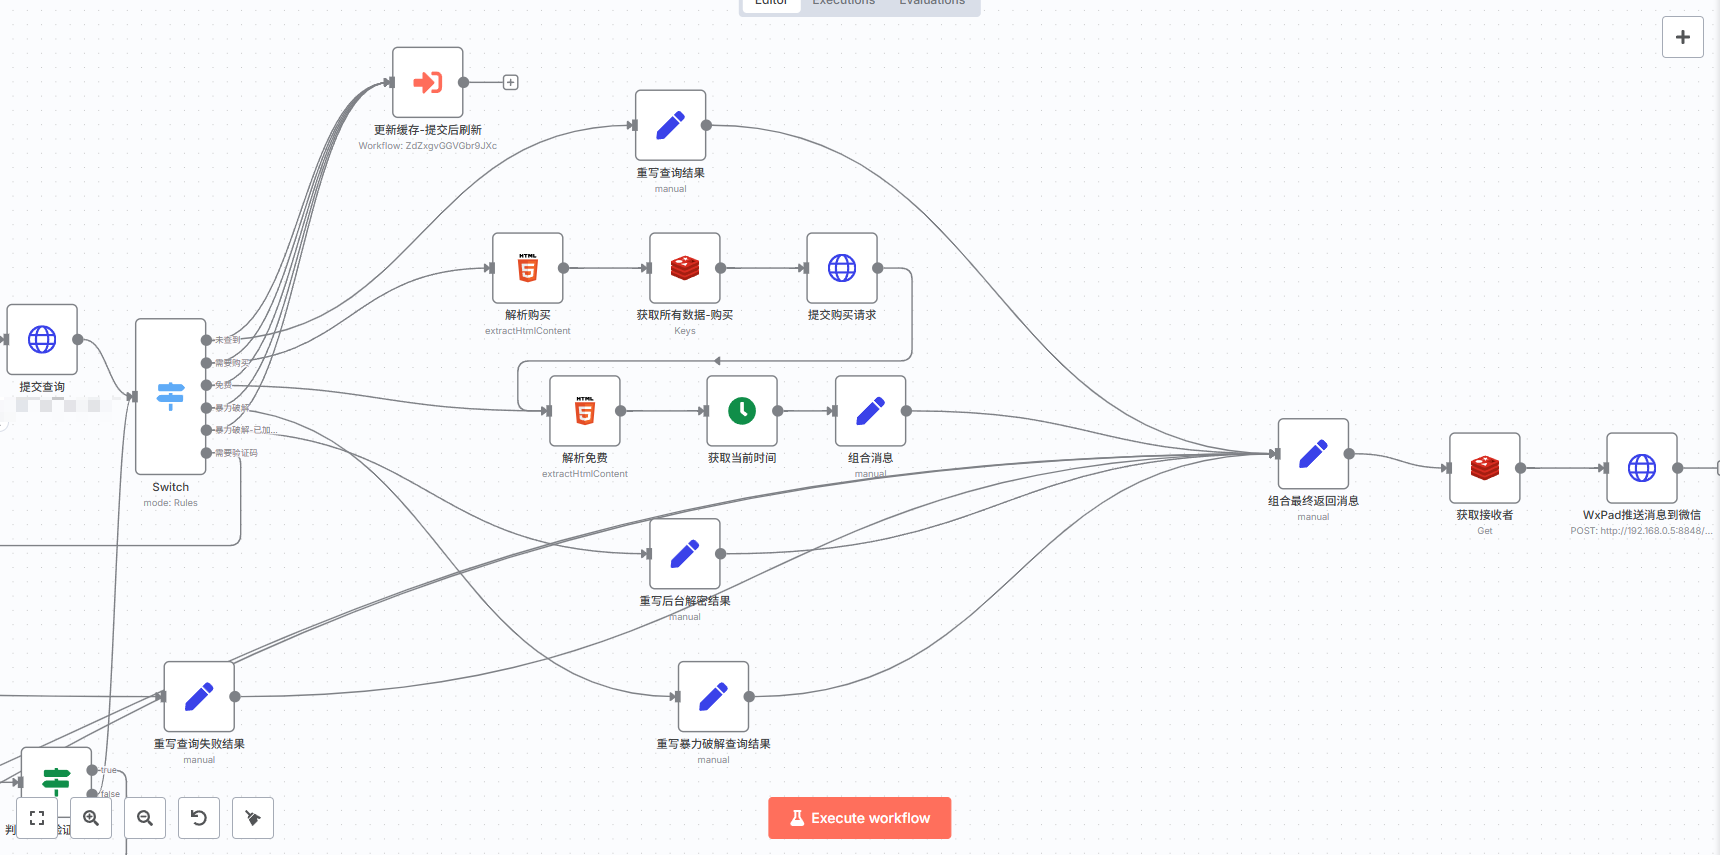 Editor
Executions
Evaluations
更新缓存-提交后刷新
Workflow: ZdZxgvGGVGbr9JXc
重写查询结果
manual
HTML
解析购买
extractHtmlContent
获取所有数据-购买
Keys
提交购买请求
提交查询
未查到
需要购买
免费
暴力破解
暴力破解-已加...
需要验证码
Switch
mode: Rules
HTML
解析免费
extractHtmlContent
获取当前时间
组合消息
manual
组合最终返回消息
manual
获取接收者
Get
WxPad推送消息到微信
POST: http://192.168.0.5:8848/...
重写后台解密结果
manual
重写查询失败结果
manual
重写暴力破解查询结果
manual
true
false
判
Execute workflow